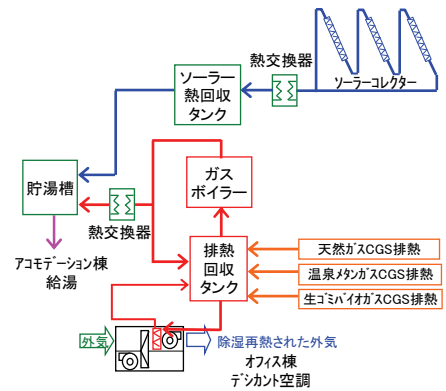 熱交換器
ソーラーコレクター
ソーラー
熱回収
タンク
貯湯槽
熱交換器
ガス
ボイラー
アコモデーション棟
給湯
排熱
回収
タンク
天然ガスCGS排熱
温泉メタンガスCGS排熱
生ゴミバイオガスCGS排熱
外気
除湿再熱された外気
オフィス棟
デシカント空調